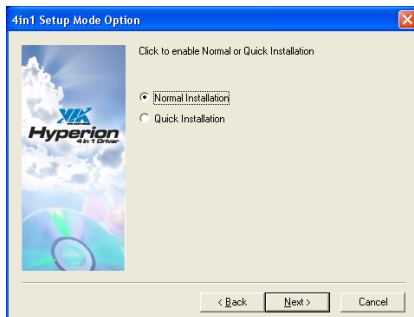 4in1 Setup Mode Option
Click to enable Normal or Quick Installation
VIA
Hyperion
4 in 1 Driver
Normal Installation
Quick Installation
< Back
Next >
Cancel